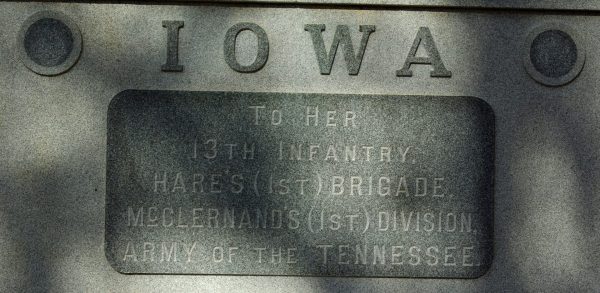 IOWA
TO HER
13TH INFANTRY.
HARE'S (1ST) BRIGADE.
McCLERNAND'S (1ST) DIVISION,
ARMY OF THE TENNESSEE.